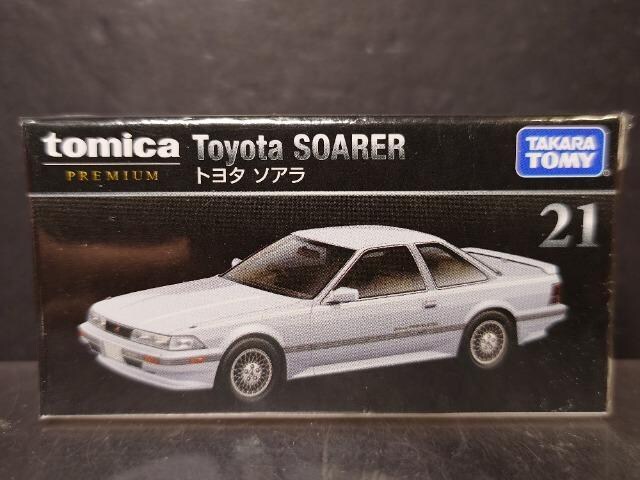 tomica
PREMIUM
Toyota SOARER
トヨタ ソアラ
TAKARA
TOMY
21